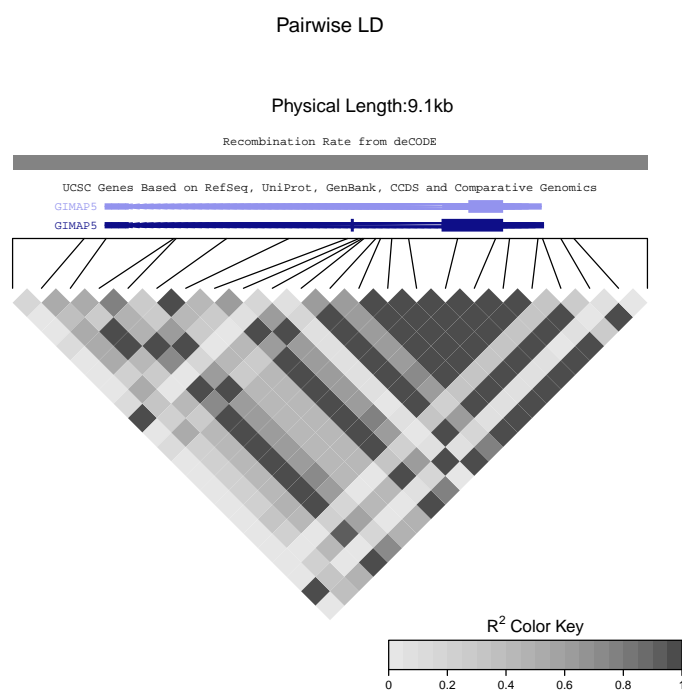 Pairwise LD
Physical Length:9.1kb
Recombination Rate from deCODE
UCSC Genes Based on RefSeq, UniProt, GenBank, CCDS and Comparative Genomics
GIMAP5
GIMAP5
R² Color Key
0 0.2 0.4 0.6 0.8 1